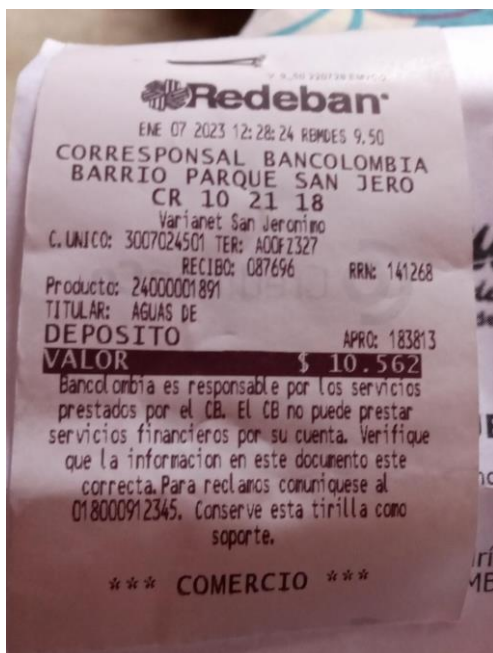 Redeban
ENE 07 2023 12:28:24 RBMDES 9.50
CORRESPONSAL BANCOLOMBIA
BARRIO PARQUE SAN JERO
CR 10 21 18
Varianet San Jeronimo
C.UNICO: 3007024501 TER: A00FZ327
RECIBO: 087696 RRN: 141268
Producto: 24000001891
TITULAR: AGUAS DE
DEPOSITO APRO: 183813
VALOR $ 10.562
Bancolombia es responsable por los servicios
prestados por el CB. El CB no puede prestar
servicios financieros por su cuenta. Verifique
que la informacion en este documento este
correcta. Para reclamos comuniquese al
018000912345. Conserve esta tirilla como
soporte.
*** COMERCIO ***